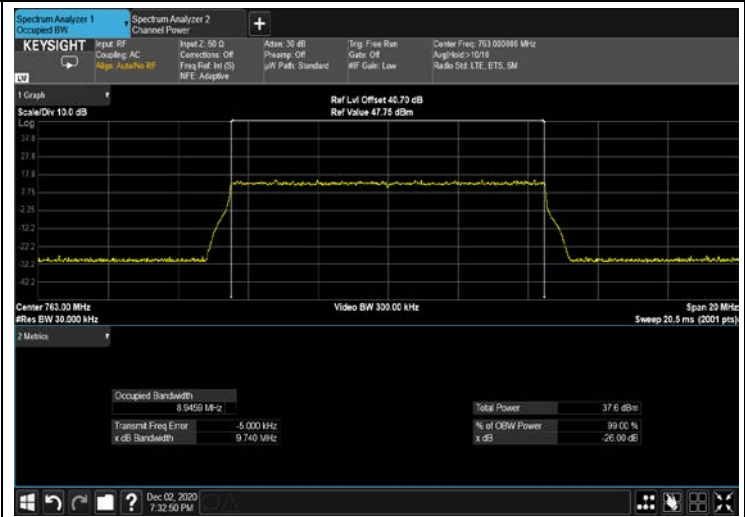 Spectrum Analyzer 1
Occupied BW
Spectrum Analyzer 2
Channel Power
+
KEYSIGHT
LXI
Input: RF
Coupling: AC
Align: Auto/No RF
Input Z: 50 Ω
Corrections: Off
Freq Ref: Int (S)
NFE: Adaptive
Atten: 30 dB
Preamp: Off
µW Path: Standard
Trig: Free Run
Gate: Off
#IF Gain: Low
Center Freq: 763.000000 MHz
Avg|Hold:>10/10
Radio Std: LTE, BTS, 5M
1 Graph
Scale/Div 10.0 dB
Ref Lvl Offset 40.70 dB
Ref Value 47.75 dBm
Log
37.8
27.8
17.8
7.75
-2.25
-12.2
-22.2
-32.2
-42.2
Center 763.00 MHz
#Res BW 30.000 kHz
Video BW 300.00 kHz
Span 20 MHz
Sweep 20.5 ms (2001 pts)
2 Metrics
Occupied Bandwidth
8.9459 MHz
Transmit Freq Error -5.000 kHz
x dB Bandwidth 9.740 MHz
Total Power 37.6 dBm
% of OBW Power 99.00 %
x dB -26.00 dB
?
Dec 02, 2020
7:32:50 PM